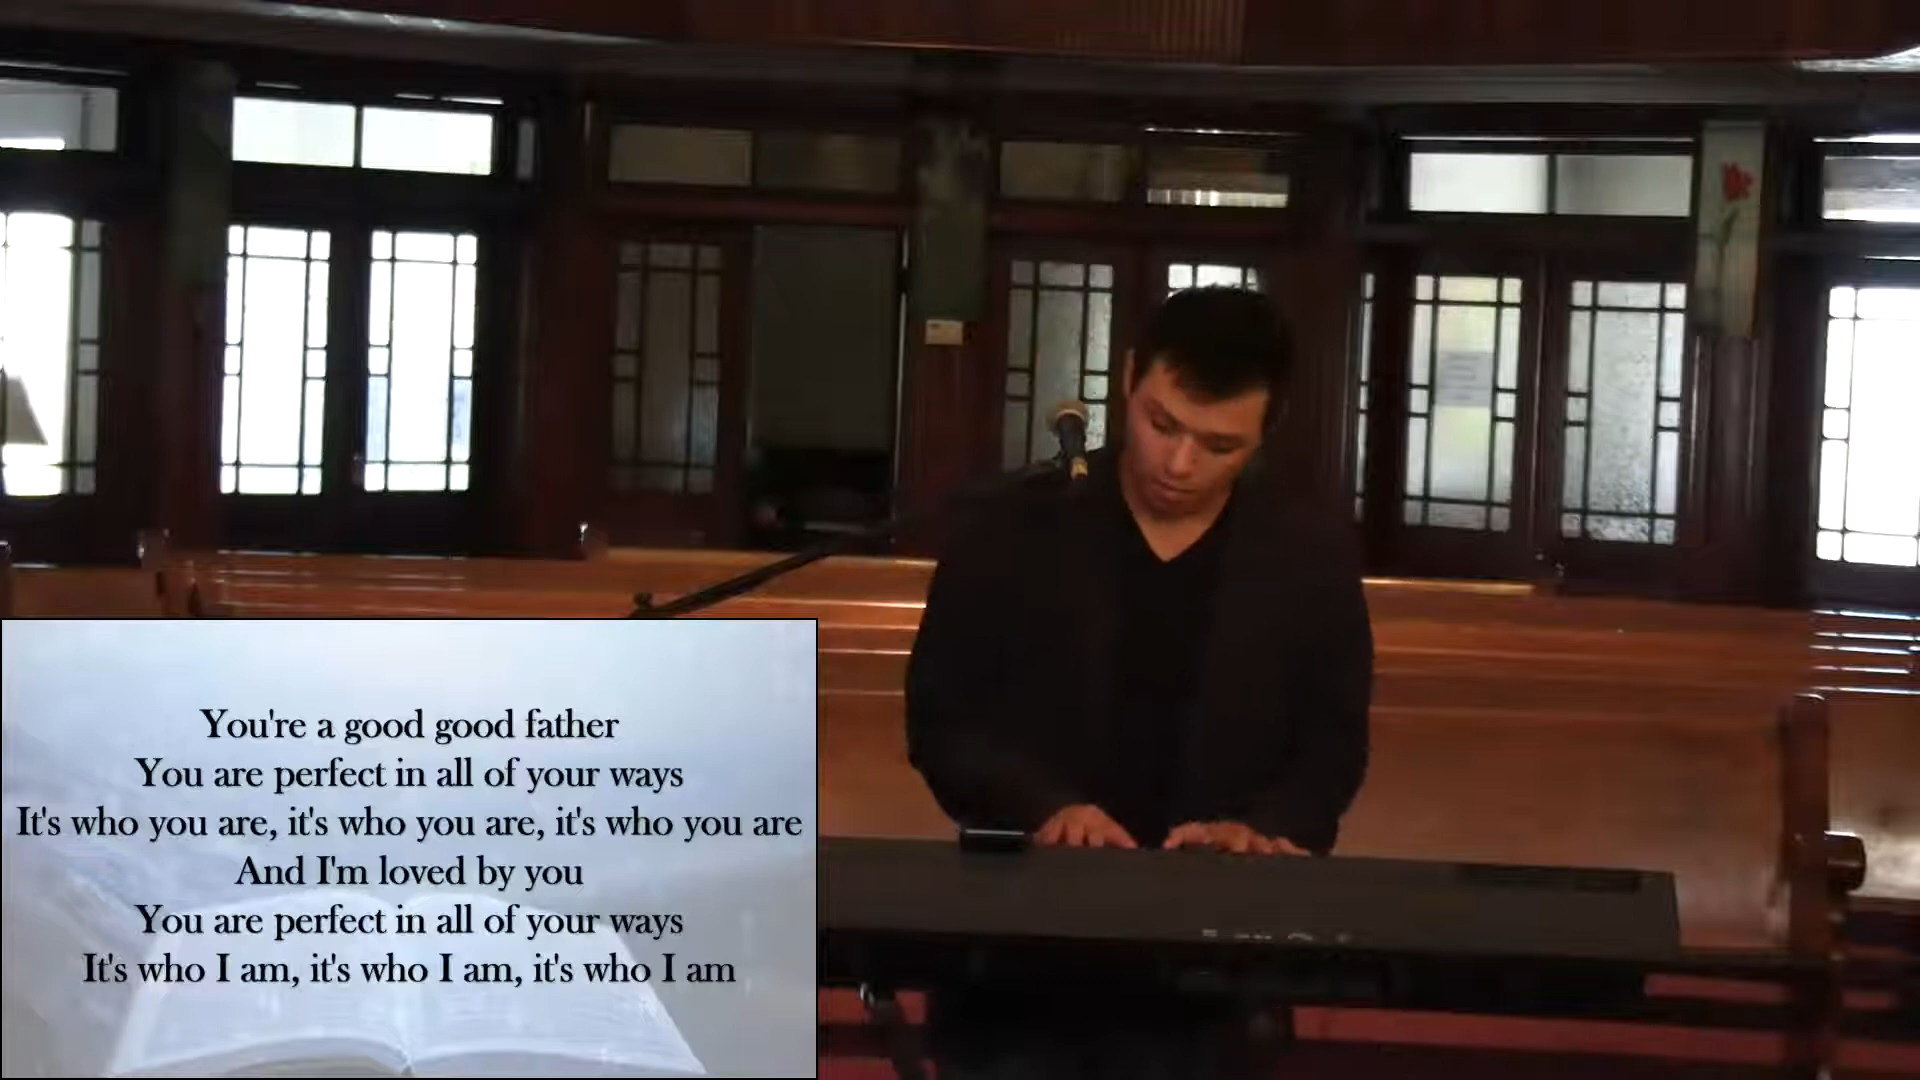 You're a good good father
You are perfect in all of your ways
It's who you are, it's who you are, it's who you are
And I'm loved by you
You are perfect in all of your ways
It's who I am, it's who I am, it's who I am